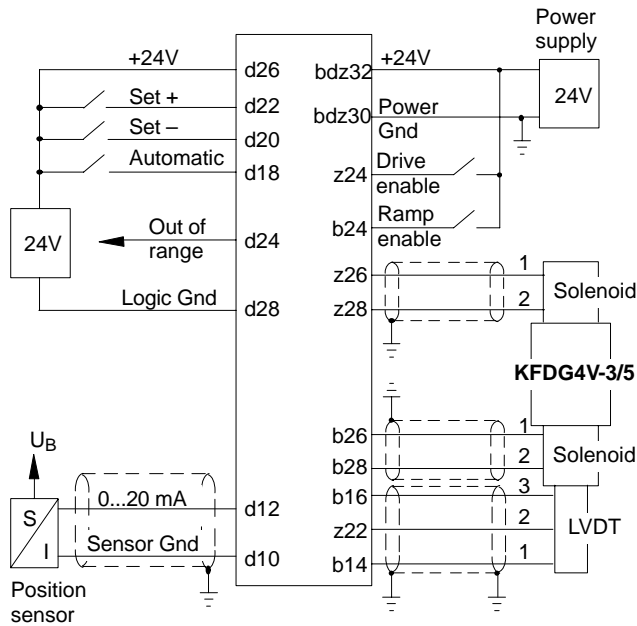 Power
supply
+24V d26 bdz32 +24V
24V
Set + d22
bdz30 Power
Gnd
Set – d20
Automatic d18
z24 Drive
enable
24V
Out of
range
d24
b24 Ramp
enable
z26 1
Solenoid
Logic Gnd d28 z28 2
KFDG4V-3/5
b26 1
UB
b28 2 Solenoid
b16 3
0...20 mA d12
S
I
z22 2 LVDT
Sensor Gnd d10
b14 1
Position
sensor